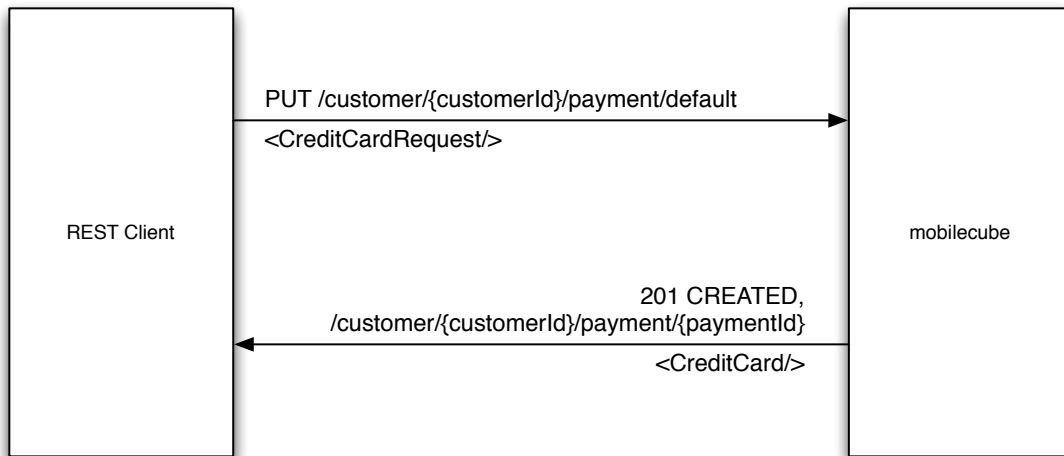 PUT /customer/{customerId}/payment/default
<CreditCardRequest/>
REST Client
mobilecube
201 CREATED,
/customer/{customerId}/payment/{paymentId}
<CreditCard/>